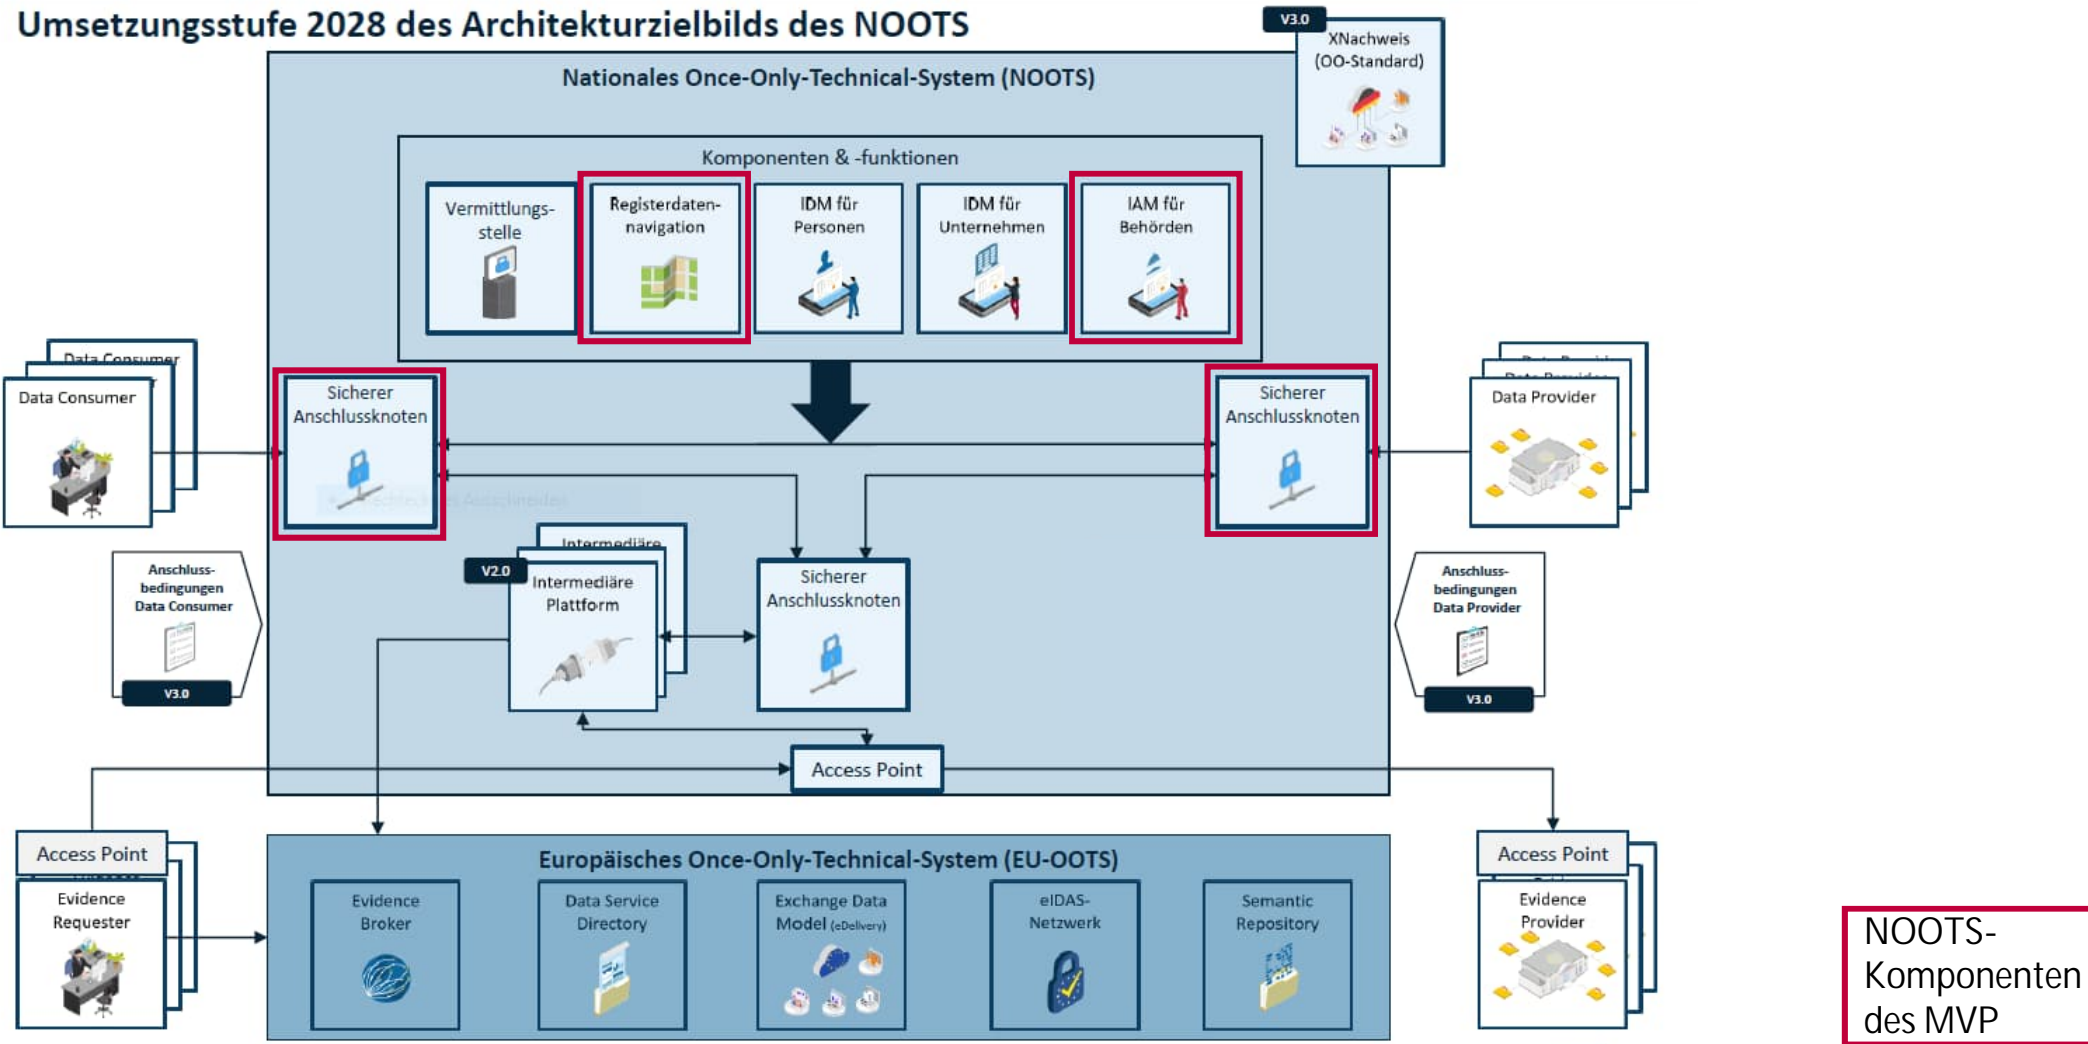 Umsetzungsstufe 2028 des Architekturzielbilds des NOOTS
V3.0
XNachweis
(OO-Standard)
Nationales Once-Only-Technical-System (NOOTS)
Komponenten & -funktionen
Vermittlungs-
stelle
Registerdaten-
navigation
IDM für
Personen
IDM für
Unternehmen
IAM für
Behörden
Data Consumer
Data Consumer
Sicherer
Anschlussknoten
Sicherer
Anschlussknoten
Data Provider
Anschluss-
bedingungen
Data Consumer
V3.0
Intermediäre
V2.0
Intermediäre
Plattform
Sicherer
Anschlussknoten
Anschluss-
bedingungen
Data Provider
V3.0
Access Point
Access Point
Evidence
Requester
Europäisches Once-Only-Technical-System (EU-OOTS)
Evidence
Broker
Data Service
Directory
Exchange Data
Model (eDelivery)
eIDAS-
Netzwerk
Semantic
Repository
Access Point
Evidence
Provider
NOOTS-
Komponenten
des MVP